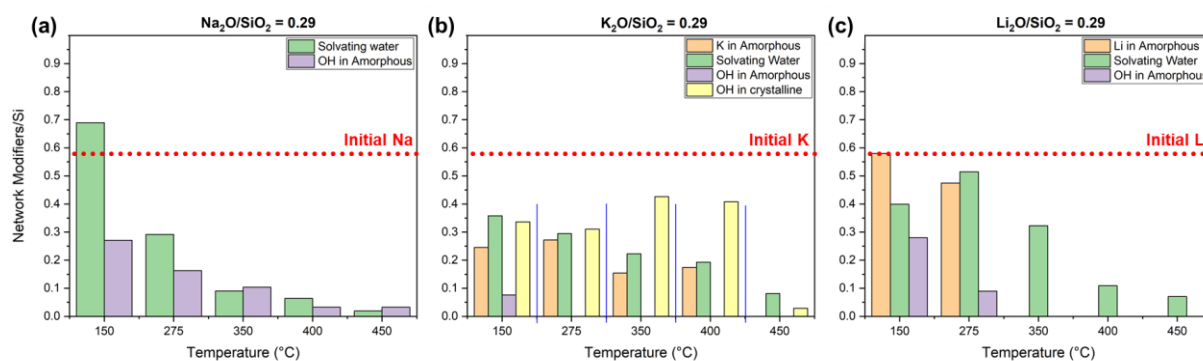 (a)
Na₂O/SiO₂ = 0.29
Solvating water
OH in Amorphous
Initial Na
Network Modifiers/Si
0.0
0.1
0.2
0.3
0.4
0.5
0.6
0.7
0.8
0.9
150 275 350 400 450
Temperature (°C)
(b)
K₂O/SiO₂ = 0.29
K in Amorphous
Solvating Water
OH in Amorphous
OH in crystalline
Initial K
0.0
0.1
0.2
0.3
0.4
0.5
0.6
0.7
0.8
0.9
150 275 350 400 450
Temperature (°C)
(c)
Li₂O/SiO₂ = 0.29
Li in Amorphous
Solvating Water
OH in Amorphous
Initial L
0.0
0.1
0.2
0.3
0.4
0.5
0.6
0.7
0.8
0.9
150 275 350 400 450
Temperature (°C)